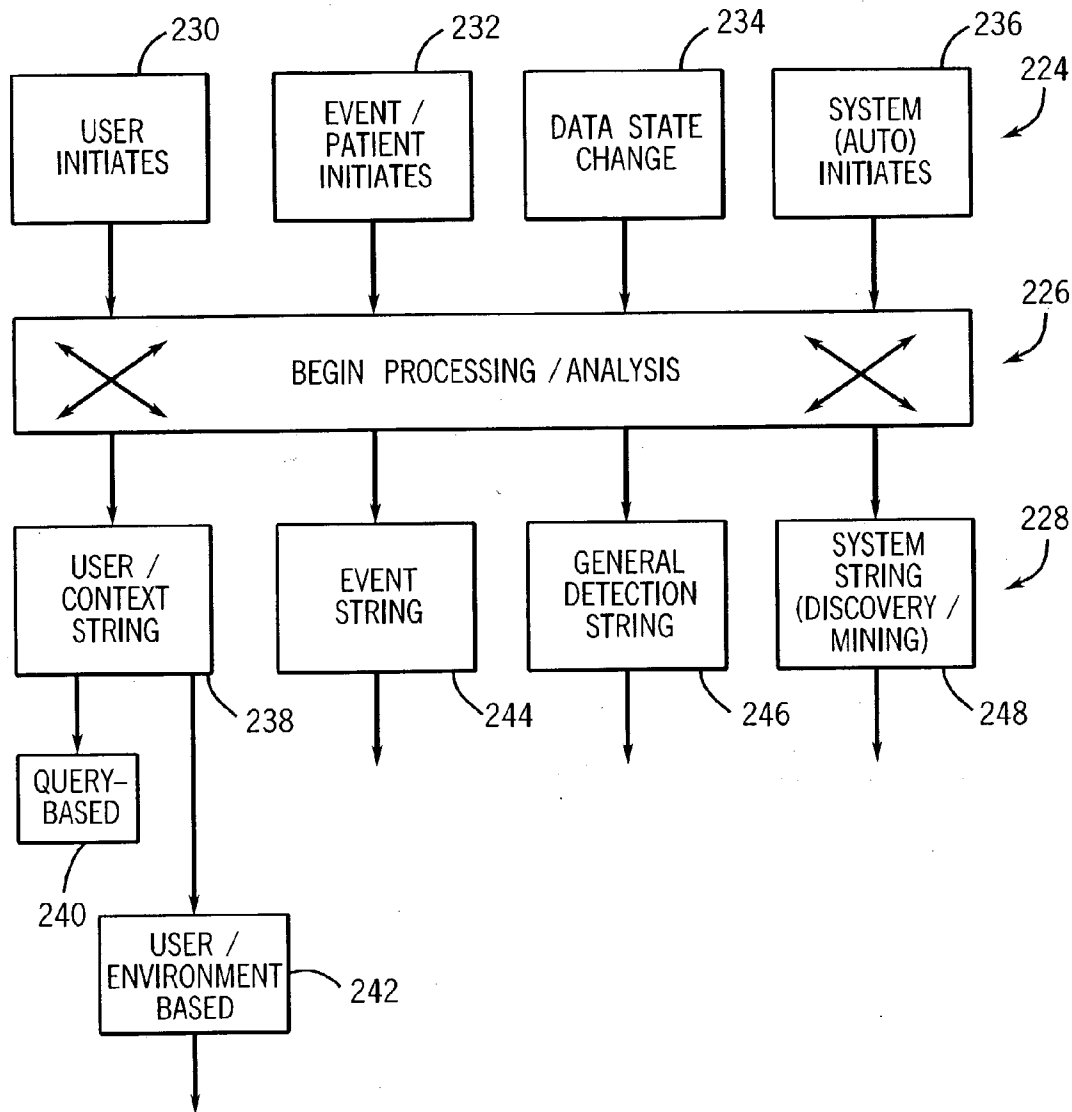 230
232
234
236
224
USER
INITIATES
EVENT /
PATIENT
INITIATES
DATA STATE
CHANGE
SYSTEM
(AUTO)
INITIATES
226
BEGIN PROCESSING / ANALYSIS
228
USER /
CONTEXT
STRING
EVENT
STRING
GENERAL
DETECTION
STRING
SYSTEM
STRING
(DISCOVERY /
MINING)
238
244
246
248
QUERY–
BASED
240
USER /
ENVIRONMENT
BASED
242